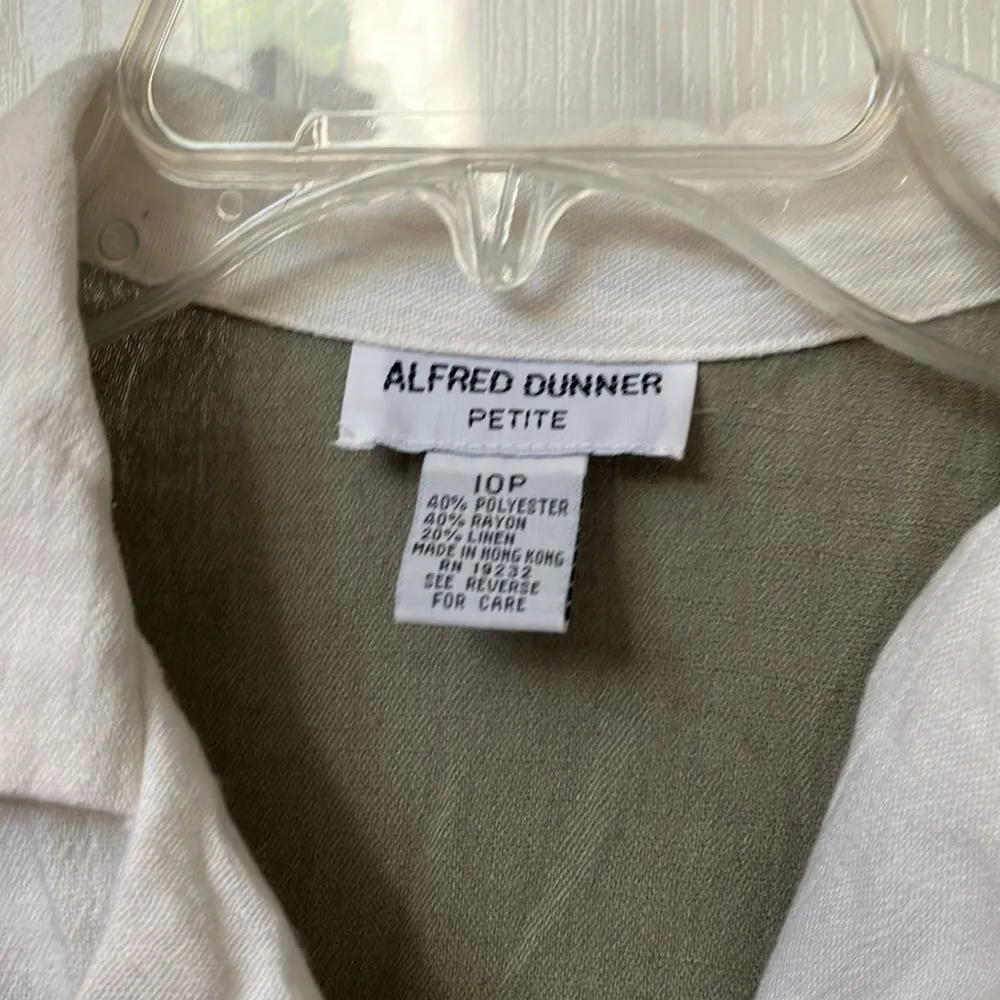 ALFRED DUNNER
PETITE
10P
40% POLYESTER
40% RAYON
20% LINEN
MADE IN HONG KONG
RN 19232
SEE REVERSE
FOR CARE